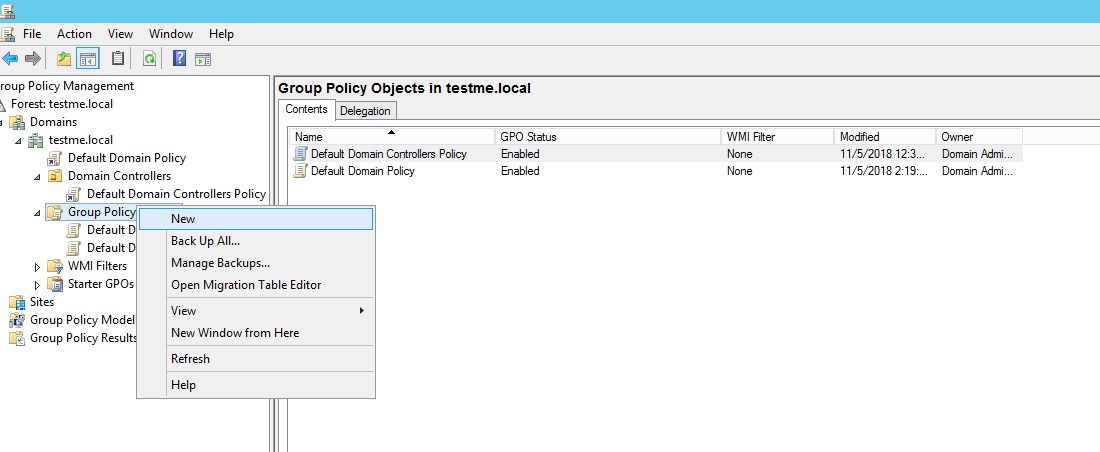 File Action View Window Help
roup Policy Management
Forest: testme.local
Domains
testme.local
Default Domain Policy
Domain Controllers
Default Domain Controllers Policy
Group Policy
Default D
Default D
WMI Filters
Starter GPOs
Sites
Group Policy Model
Group Policy Results
New
Back Up All...
Manage Backups...
Open Migration Table Editor
View
New Window from Here
Refresh
Help
Group Policy Objects in testme.local
Contents Delegation
Name GPO Status WMI Filter Modified Owner
Default Domain Controllers Policy Enabled None 11/5/2018 12:3... Domain Admi...
Default Domain Policy Enabled None 11/5/2018 2:19:... Domain Admi...